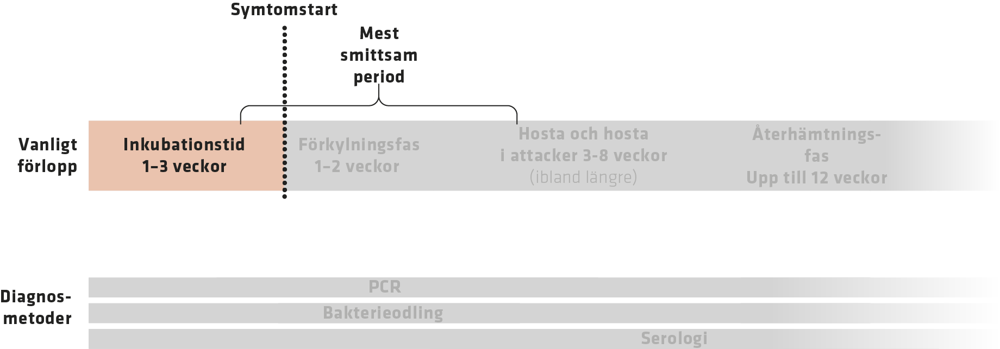 Symtomstart
Mest
smittsam
period
Vanligt
förlopp
Inkubationstid
1–3 veckor
Förkylningsfas
1–2 veckor
Hosta och hosta
i attacker 3-8 veckor
(ibland längre)
Återhämtnings-
fas
Upp till 12 veckor
Diagnos-
metoder
PCR
Bakterieodling
Serologi